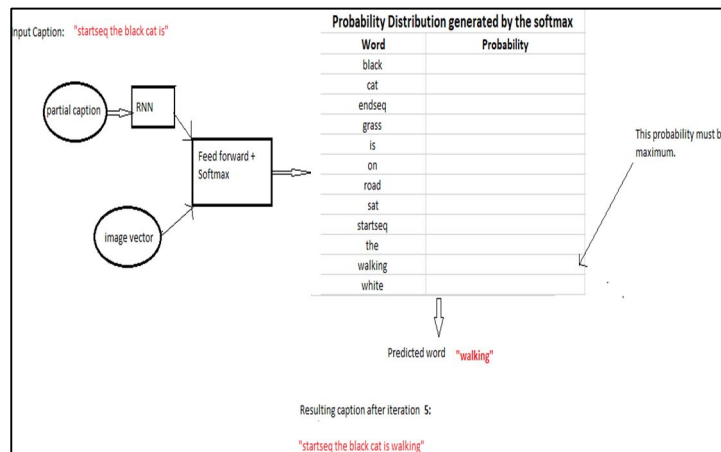 Input Caption: "startseq the black cat is"
Probability Distribution generated by the softmax
Word Probability
black
cat
endseq
grass
is
on
road
sat
startseq
the
walking
white
partial caption
RNN
Feed forward +
Softmax
image vector
This probability must b
maximum.
Predicted word "walking"
Resulting caption after iteration 5:
"startseq the black cat is walking"